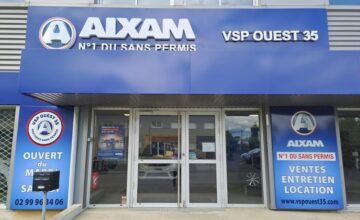 AIXAM
N°1 DU SANS PERMIS
VSP OUEST 35
VSP OUEST 35
OUVERT
du
02 99 96 34 06
AIXAM
N°1 DU SANS PERMIS
VENTES
ENTRETIEN
LOCATION
www.vspouest35.com